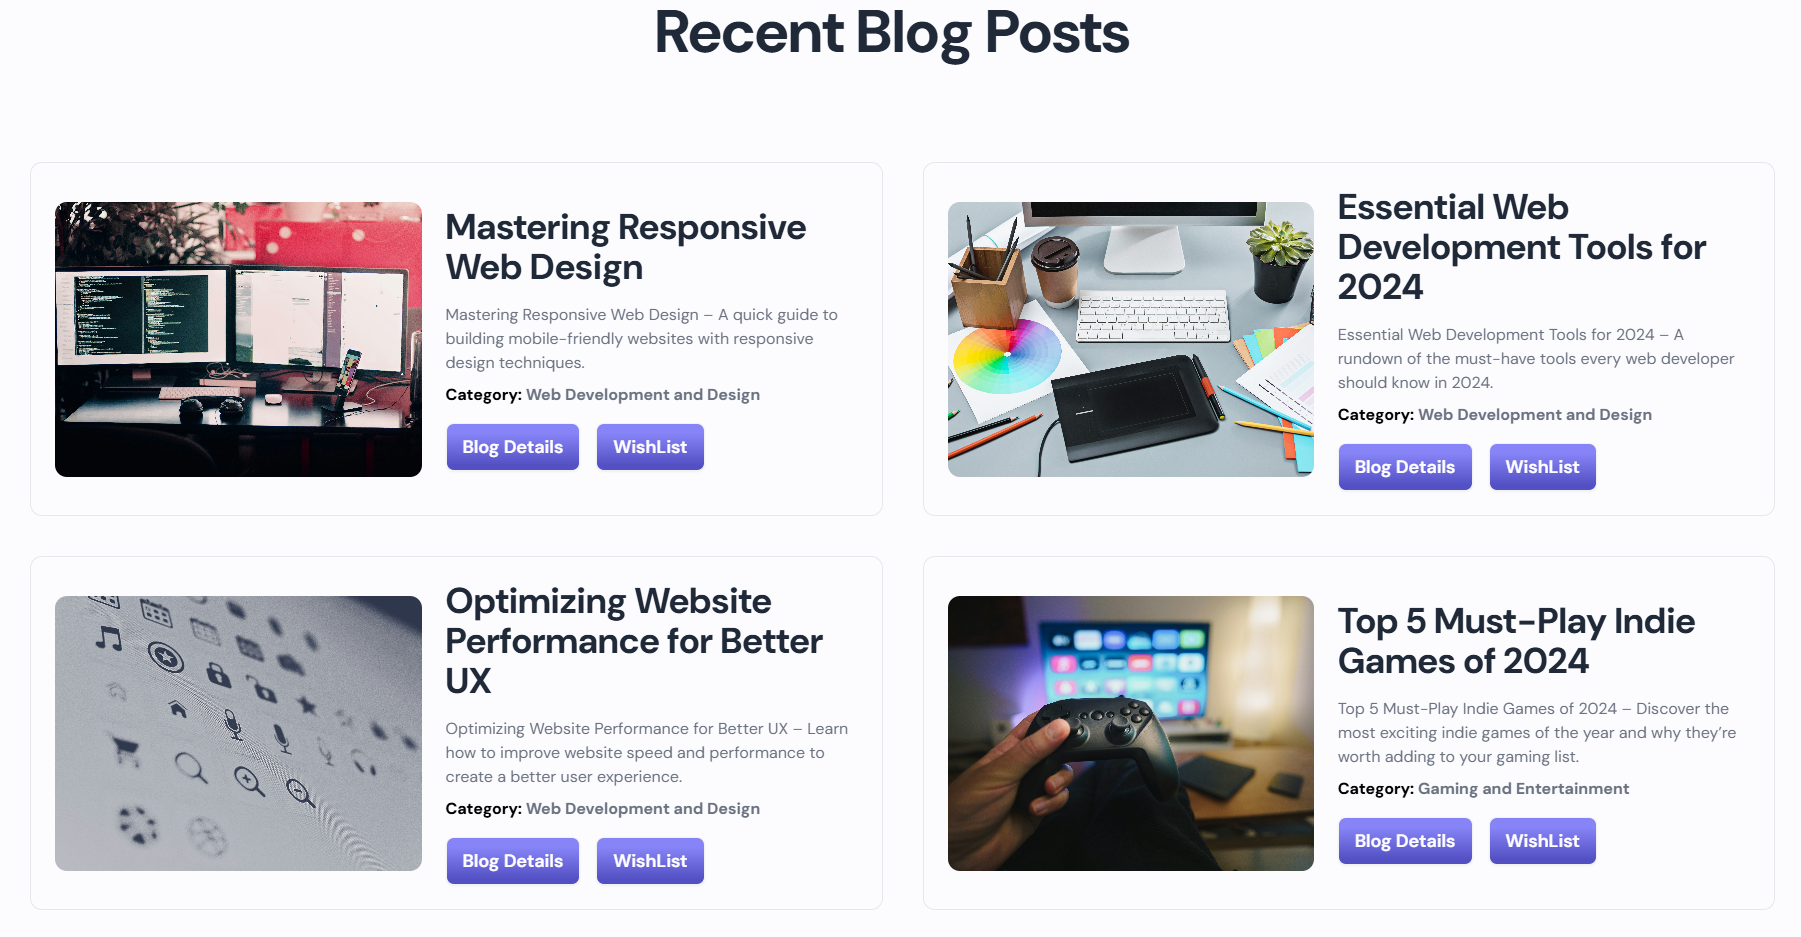 Recent Blog Posts
Mastering Responsive
Web Design
Mastering Responsive Web Design – A quick guide to
building mobile-friendly websites with responsive
design techniques.
Category: Web Development and Design
Blog Details
WishList
Essential Web
Development Tools for
2024
Essential Web Development Tools for 2024 – A
rundown of the must-have tools every web developer
should know in 2024.
Category: Web Development and Design
Blog Details
WishList
Optimizing Website
Performance for Better
UX
Optimizing Website Performance for Better UX – Learn
how to improve website speed and performance to
create a better user experience.
Category: Web Development and Design
Blog Details
WishList
Top 5 Must-Play Indie
Games of 2024
Top 5 Must-Play Indie Games of 2024 – Discover the
most exciting indie games of the year and why they’re
worth adding to your gaming list.
Category: Gaming and Entertainment
Blog Details
WishList